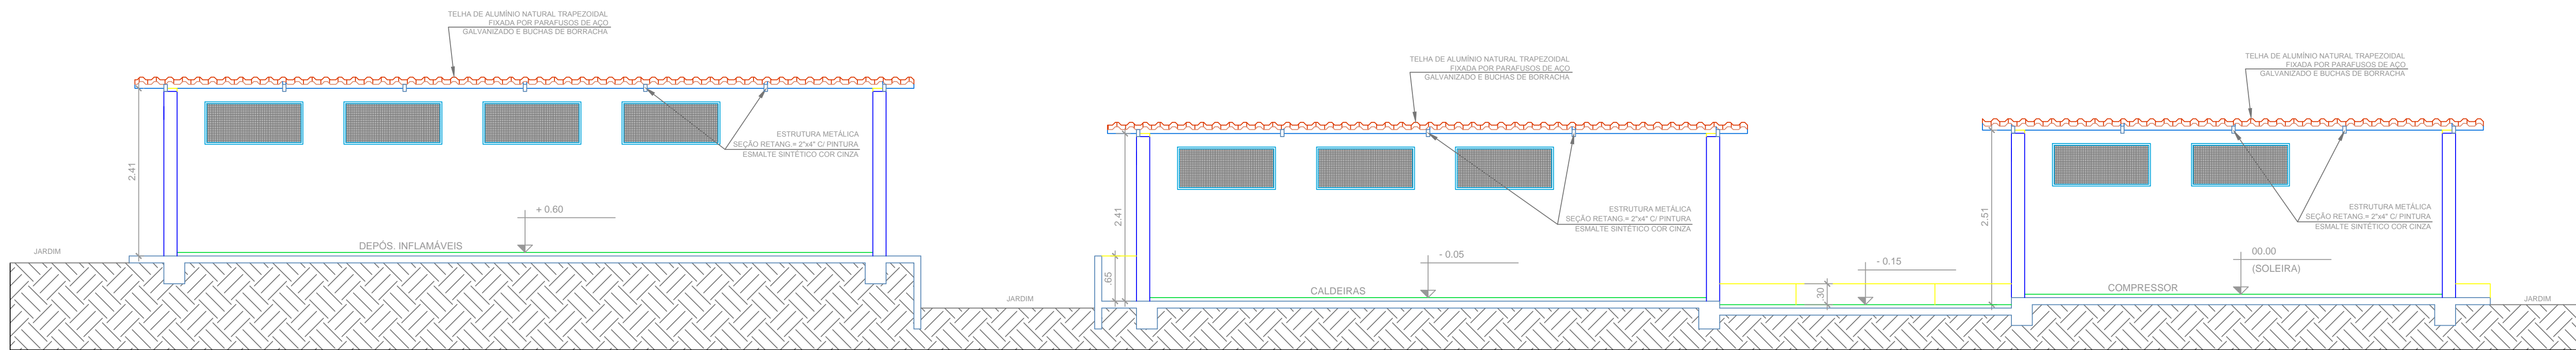 TELHA DE ALUMÍNIO NATURAL TRAPEZOIDAL
FIXADA POR PARAFUSOS DE AÇO
GALVANIZADO E BUCHAS DE BORRACHA
ESTRUTURA METÁLICA
SEÇÃO RETANG.= 2"x4" C/ PINTURA
ESMALTE SINTÉTICO COR CINZA
2.41
+ 0.60
DEPÓS. INFLAMÁVEIS
JARDIM
TELHA DE ALUMÍNIO NATURAL TRAPEZOIDAL
FIXADA POR PARAFUSOS DE AÇO
GALVANIZADO E BUCHAS DE BORRACHA
ESTRUTURA METÁLICA
SEÇÃO RETANG.= 2"x4" C/ PINTURA
ESMALTE SINTÉTICO COR CINZA
2.41
.65
- 0.05
CALDEIRAS
JARDIM
.30
- 0.15
TELHA DE ALUMÍNIO NATURAL TRAPEZOIDAL
FIXADA POR PARAFUSOS DE AÇO
GALVANIZADO E BUCHAS DE BORRACHA
ESTRUTURA METÁLICA
SEÇÃO RETANG.= 2"x4" C/ PINTURA
ESMALTE SINTÉTICO COR CINZA
2.51
00.00
(SOLEIRA)
COMPRESSOR
JARDIM